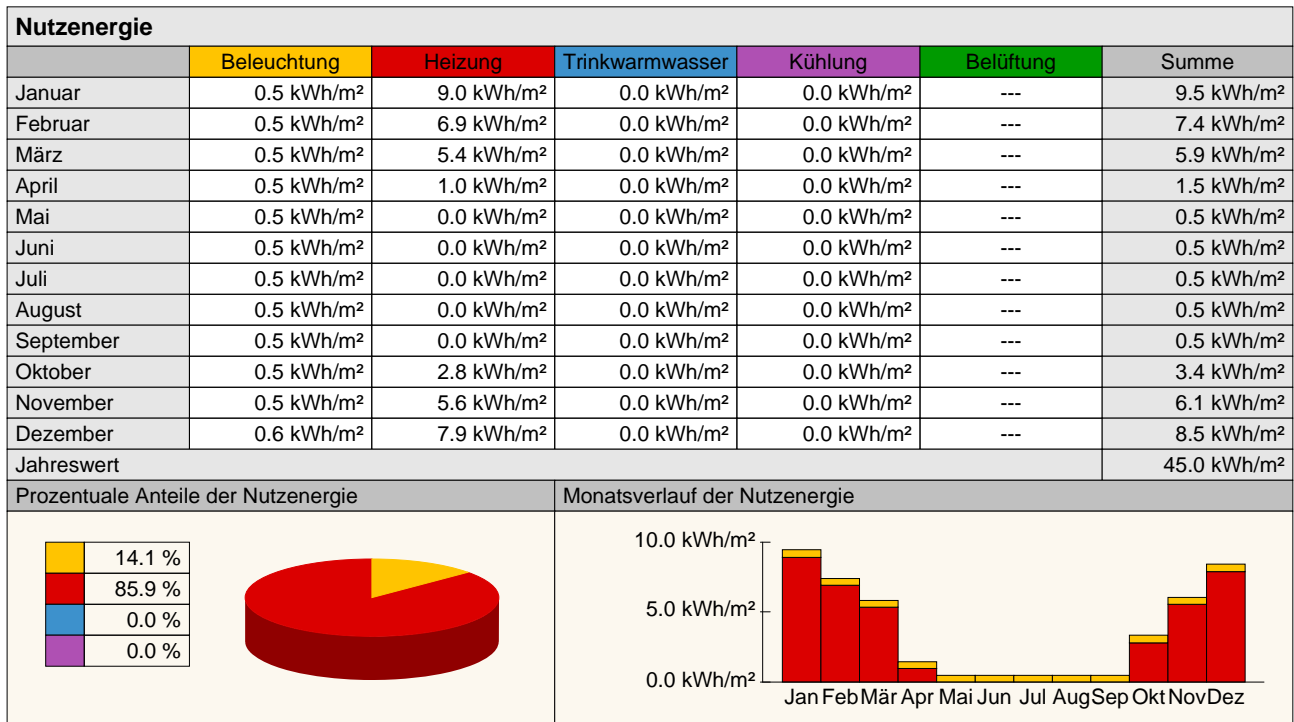 Nutzenergie
Beleuchtung Heizung Trinkwarmwasser Kühlung Belüftung Summe
Januar 0.5 kWh/m² 9.0 kWh/m² 0.0 kWh/m² 0.0 kWh/m² --- 9.5 kWh/m²
Februar 0.5 kWh/m² 6.9 kWh/m² 0.0 kWh/m² 0.0 kWh/m² --- 7.4 kWh/m²
März 0.5 kWh/m² 5.4 kWh/m² 0.0 kWh/m² 0.0 kWh/m² --- 5.9 kWh/m²
April 0.5 kWh/m² 1.0 kWh/m² 0.0 kWh/m² 0.0 kWh/m² --- 1.5 kWh/m²
Mai 0.5 kWh/m² 0.0 kWh/m² 0.0 kWh/m² 0.0 kWh/m² --- 0.5 kWh/m²
Juni 0.5 kWh/m² 0.0 kWh/m² 0.0 kWh/m² 0.0 kWh/m² --- 0.5 kWh/m²
Juli 0.5 kWh/m² 0.0 kWh/m² 0.0 kWh/m² 0.0 kWh/m² --- 0.5 kWh/m²
August 0.5 kWh/m² 0.0 kWh/m² 0.0 kWh/m² 0.0 kWh/m² --- 0.5 kWh/m²
September 0.5 kWh/m² 0.0 kWh/m² 0.0 kWh/m² 0.0 kWh/m² --- 0.5 kWh/m²
Oktober 0.5 kWh/m² 2.8 kWh/m² 0.0 kWh/m² 0.0 kWh/m² --- 3.4 kWh/m²
November 0.5 kWh/m² 5.6 kWh/m² 0.0 kWh/m² 0.0 kWh/m² --- 6.1 kWh/m²
Dezember 0.6 kWh/m² 7.9 kWh/m² 0.0 kWh/m² 0.0 kWh/m² --- 8.5 kWh/m²
Jahreswert 45.0 kWh/m²
Prozentuale Anteile der Nutzenergie
14.1 %
85.9 %
0.0 %
0.0 %
Monatsverlauf der Nutzenergie
10.0 kWh/m²
5.0 kWh/m²
0.0 kWh/m²
Jan Feb Mär Apr Mai Jun Jul Aug Sep Okt Nov Dez